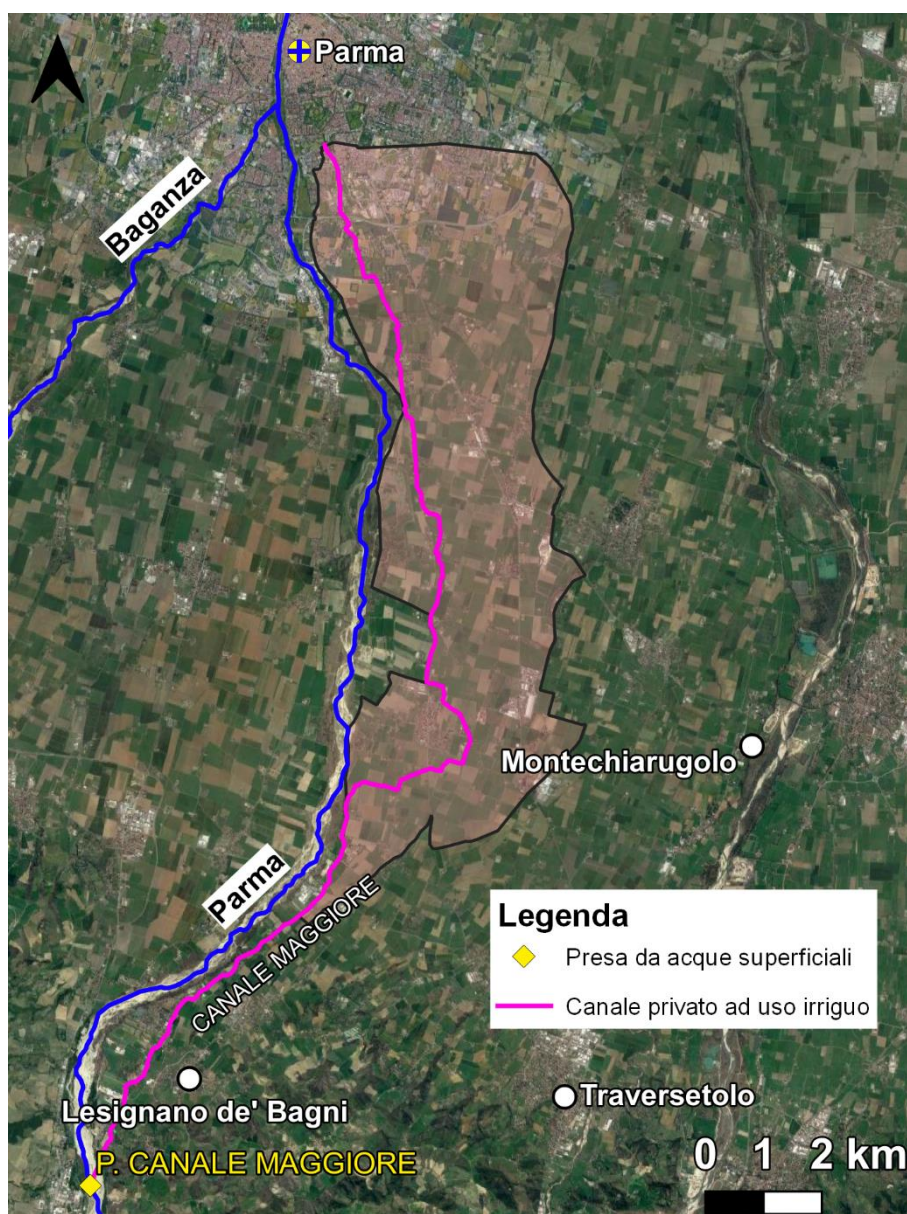 Parma
Baganza
Montechiarugolo
Parma
CANALE MAGGIORE
Legenda
Presa da acque superficiali
Canale privato ad uso irriguo
Lesignano de' Bagni
Traversetolo
P. CANALE MAGGIORE
0 1 2 km